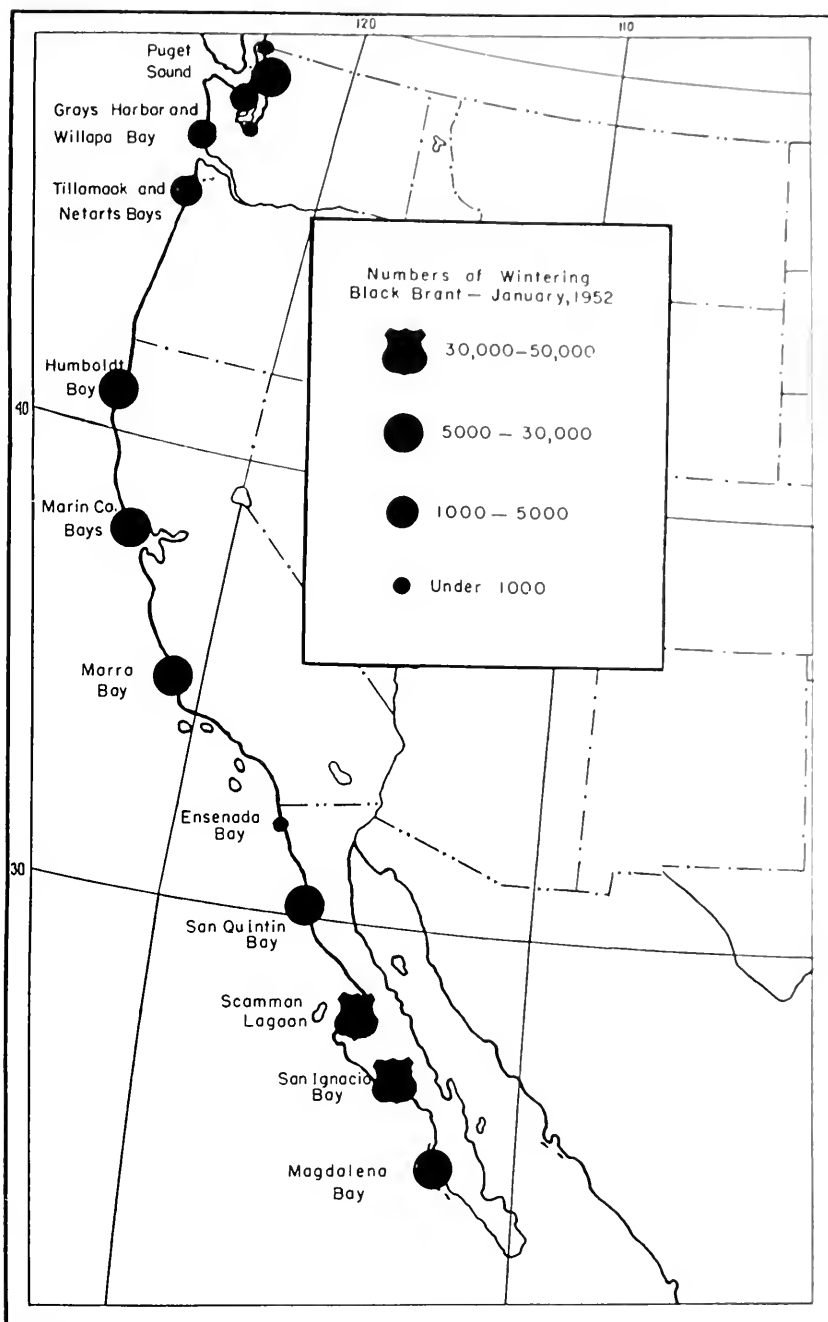 120
110
Puget
Sound
Grays Harbor and
Willapa Bay
Tillamook and
Netarts Bays
Numbers of Wintering
Black Brant — January, 1952
30,000–50,000
5000 – 30,000
1000 – 5000
Under 1000
Humboldt
Bay
40
Marin Co.
Bays
Marra
Bay
Ensenada
Bay
30
San Quintin
Bay
Scamman
Lagoon
San Ignacio
Bay
Magdalena
Bay